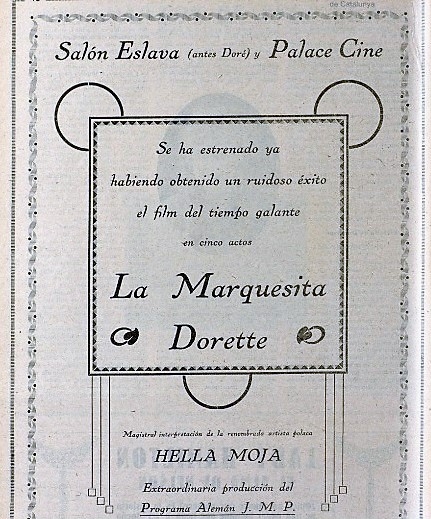 de Catalunya
Salón Eslava (antes Doré) y Palace Cine
Se ha estrenado ya
habiendo obtenido un ruidoso éxito
el film del tiempo galante
en cinco actos
La Marquesita
Dorette
Magistral interpretación de la renombrada artista polaca
HELLA MOJA
Extraordinaria producción del
Programa Alemán J. M. P.